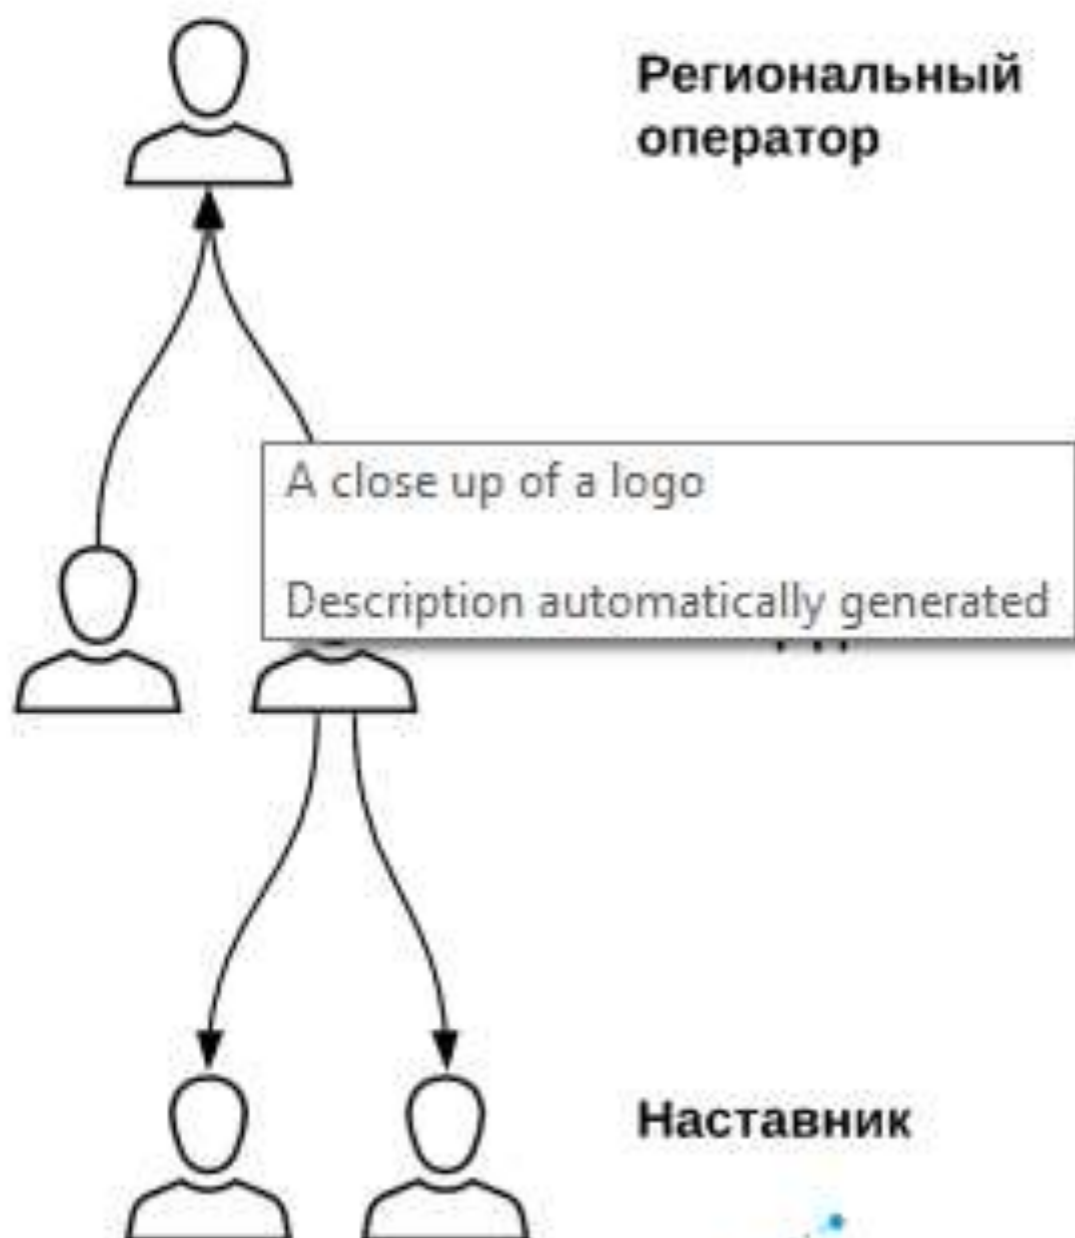 Региональный
оператор
A close up of a logo
Description automatically generated
Наставник